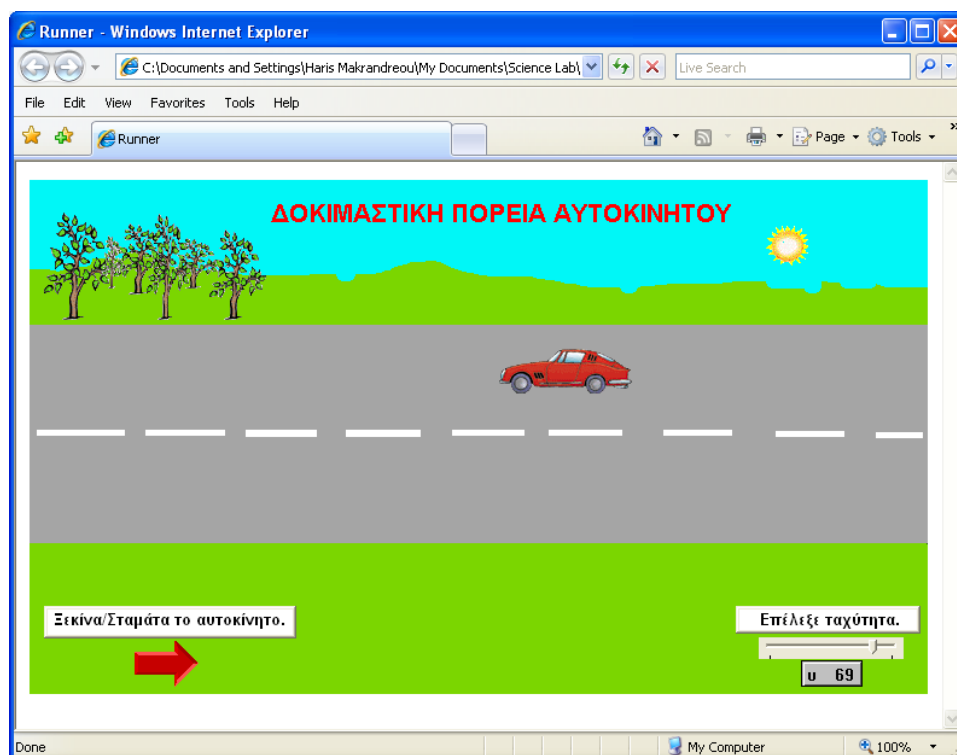 Runner - Windows Internet Explorer
C:\Documents and Settings\Haris Makrandreou\My Documents\Science Lab\ Live Search
File Edit View Favorites Tools Help
Runner Page Tools »
ΔΟΚΙΜΑΣΤΙΚΗ ΠΟΡΕΙΑ ΑΥΤΟΚΙΝΗΤΟΥ
Ξεκίνα/Σταμάτα το αυτοκίνητο.
Επέλεξε ταχύτητα.
υ 69
Done My Computer 100%